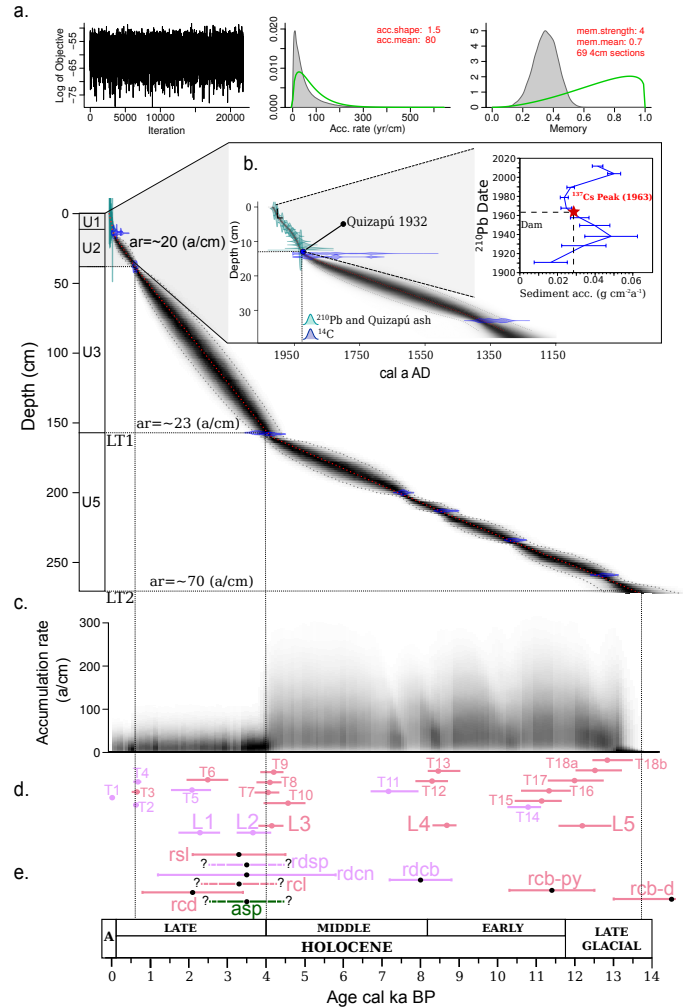 a.
Log of Objective
-55
-65
-75
0
5000
10000
20000
Iteration
acc.shape: 1.5
acc.mean: 80
0.020
0.010
0.00
0
200
400
600
Acc. rate (yr/cm)
mem.strength: 4
mem.mean: 0.7
69 4cm sections
5
4
3
2
1
0
0.0
0.2
0.4
0.6
0.8
1.0
Memory
b.
Depth (cm)
0
10
20
30
Quizapú 1932
²¹⁰Pb and Quizapú ash
¹⁴C
1950
1750
1550
1350
1150
cal a AD
²¹⁰Pb Date
2020
2000
1980
1960
1940
1920
1900
¹³⁷Cs Peak (1963)
Dam
0
0.02
0.04
0.06
Sediment acc. (g cm⁻²a⁻¹)
Depth (cm)
0
50
100
150
200
250
U1
U2
U3
U5
ar=~20 (a/cm)
ar=~23 (a/cm)
LT1
ar=~70 (a/cm)
LT2
c.
Accumulation rate
(a/cm)
300
200
100
0
d.
T1
T4
T3
T2
T6
T5
T9
T8
T7
T10
T11
T13
T12
T18a
T18b
T17
T16
T15
T14
L1
L2
L3
L4
L5
e.
rsl
? rdsp ?
rdcn
? rcl
rcd
? asp ?
rdcb
rcb-py
rcb-d
A
LATE
MIDDLE
EARLY
LATE
GLACIAL
HOLOCENE
0 1 2 3 4 5 6 7 8 9 10 11 12 13 14
Age cal ka BP